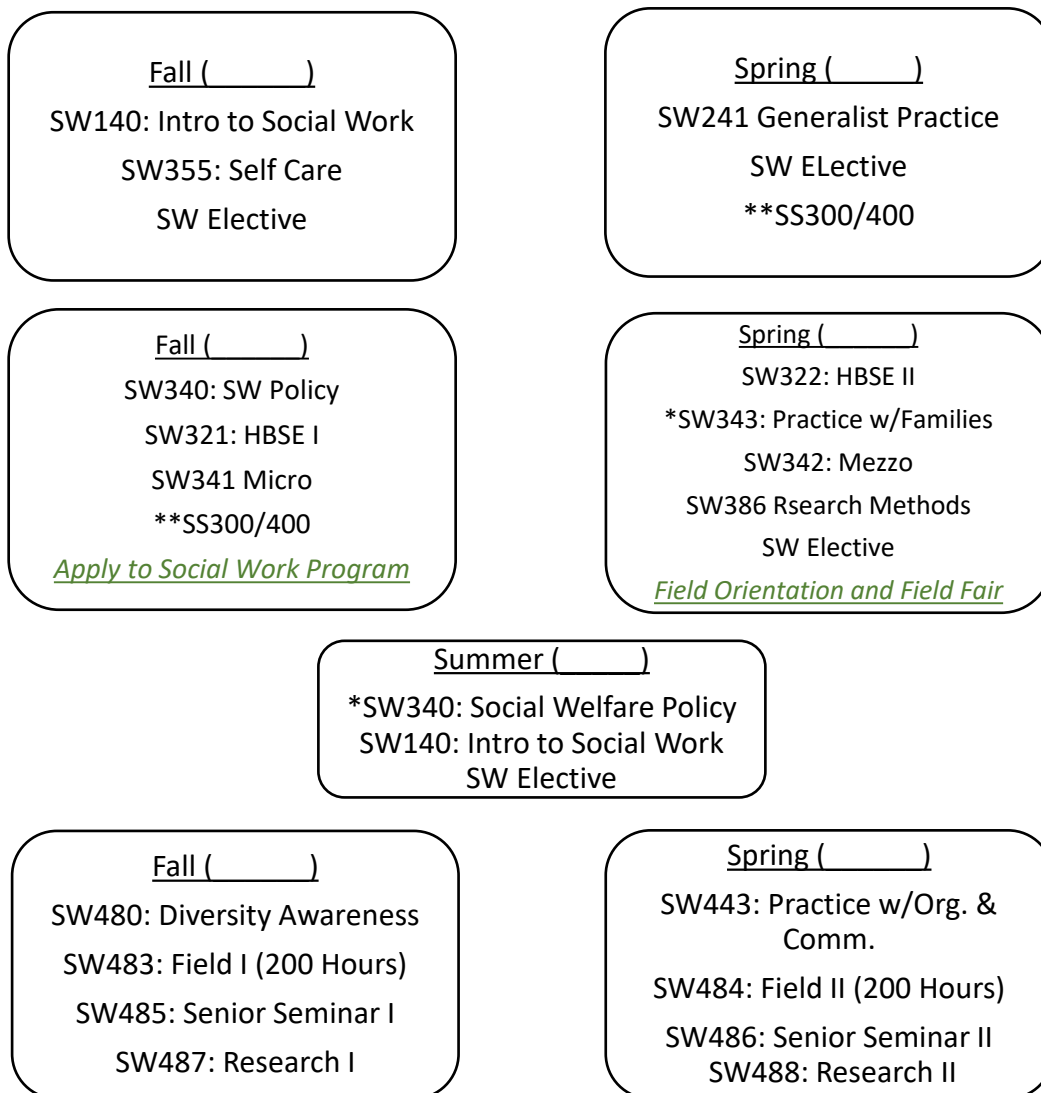 Fall (______)
SW140: Intro to Social Work
SW355: Self Care
SW Elective
Spring (______)
SW241 Generalist Practice
SW ELective
**SS300/400
Fall (______)
SW340: SW Policy
SW321: HBSE I
SW341 Micro
**SS300/400
Apply to Social Work Program
Spring (_______)
SW322: HBSE II
*SW343: Practice w/Families
SW342: Mezzo
SW386 Rsearch Methods
SW Elective
Field Orientation and Field Fair
Summer (_____)
*SW340: Social Welfare Policy
SW140: Intro to Social Work
SW Elective
Fall (______)
SW480: Diversity Awareness
SW483: Field I (200 Hours)
SW485: Senior Seminar I
SW487: Research I
Spring (______)
SW443: Practice w/Org. &
Comm.
SW484: Field II (200 Hours)
SW486: Senior Seminar II
SW488: Research II